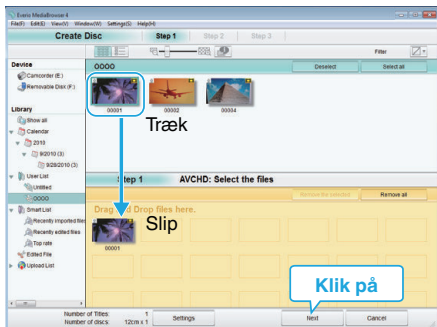 Everio MediaBrowser 4
File(F) Edit(E) View(V) Window(W) Settings(S) Help(H)
Create Disc Step 1 Step 2 Step 3
Filter
Device
Camcorder (E:)
Removable Disk (F:)
Library
Show all
Calendar
2010
9/2010 (3)
9/26/2010 (3)
User List
Untitled
0000
Smart List
Recently imported files
Recently edited files
Top rate
Edited File
Upload List
0000 Deselect Select all
00001 00002 00004
Træk
Step 1 AVCHD: Select the files
Remove the selected Remove all
Drag and Drop files here.
Slip
00001
Klik på
Number of Titles: 1
Number of discs: 12cm x 1
Settings Next Cancel